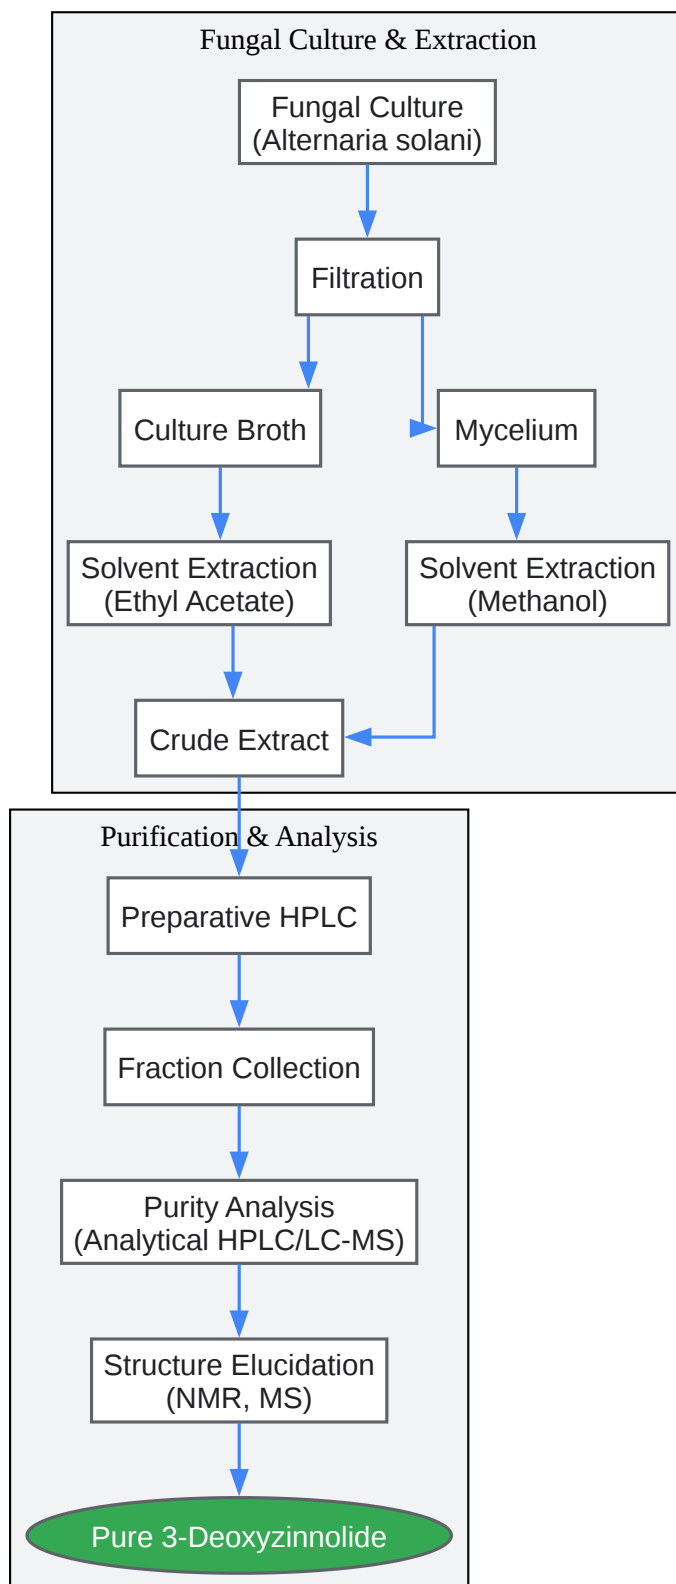 Fungal Culture & Extraction
Fungal Culture
(Alternaria solani)
Filtration
Culture Broth
Mycelium
Solvent Extraction
(Ethyl Acetate)
Solvent Extraction
(Methanol)
Crude Extract
Purification & Analysis
Preparative HPLC
Fraction Collection
Purity Analysis
(Analytical HPLC/LC-MS)
Structure Elucidation
(NMR, MS)
Pure 3-Deoxyzinnolide